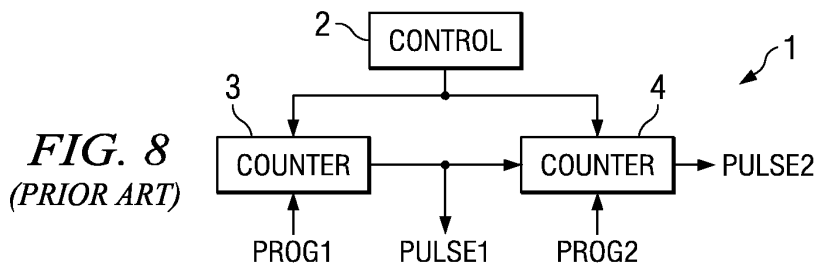 2
CONTROL
1
3
4
FIG. 8
(PRIOR ART)
COUNTER
COUNTER
PULSE2
PROG1
PULSE1
PROG2